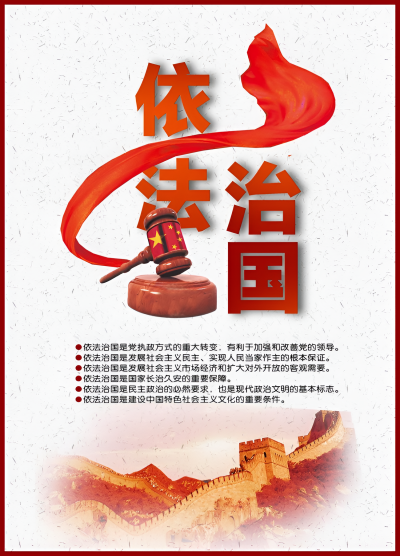 依法治国
●依法治国是党执政方式的重大转变，有利于加强和改善党的领导。
●依法治国是发展社会主义民主、实现人民当家作主的根本保证。
●依法治国是发展社会主义市场经济和扩大对外开放的客观需要。
●依法治国是国家长治久安的重要保障。
●依法治国是民主政治的必然要求，也是现代政治文明的基本标志。
●依法治国是建设中国特色社会主义文化的重要条件。